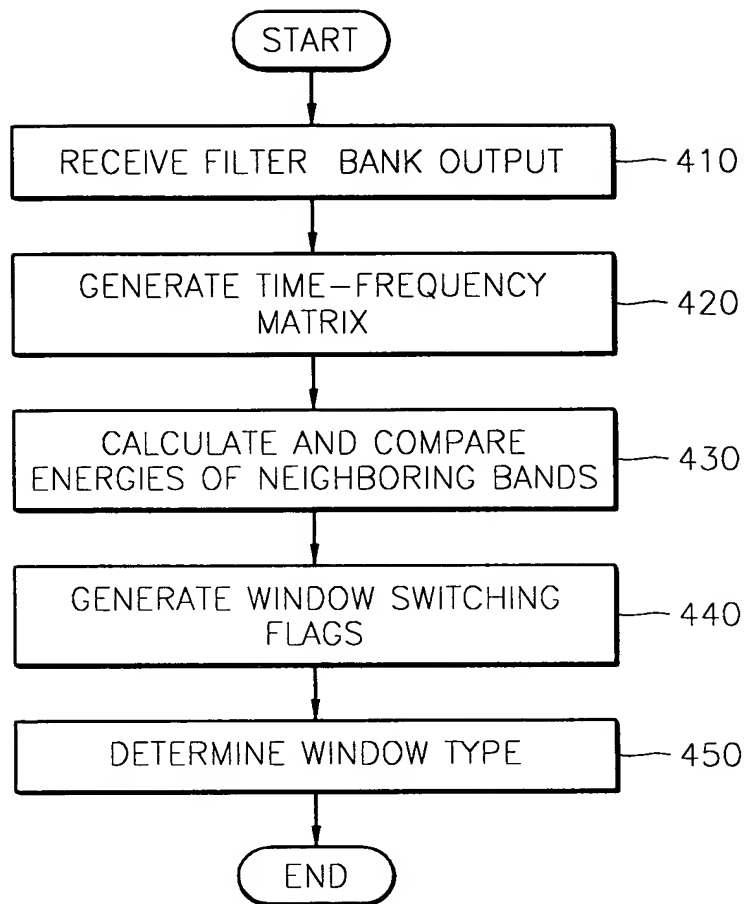 START
RECEIVE FILTER BANK OUTPUT
410
GENERATE TIME-FREQUENCY
MATRIX
420
CALCULATE AND COMPARE
ENERGIES OF NEIGHBORING BANDS
430
GENERATE WINDOW SWITCHING
FLAGS
440
DETERMINE WINDOW TYPE
450
END